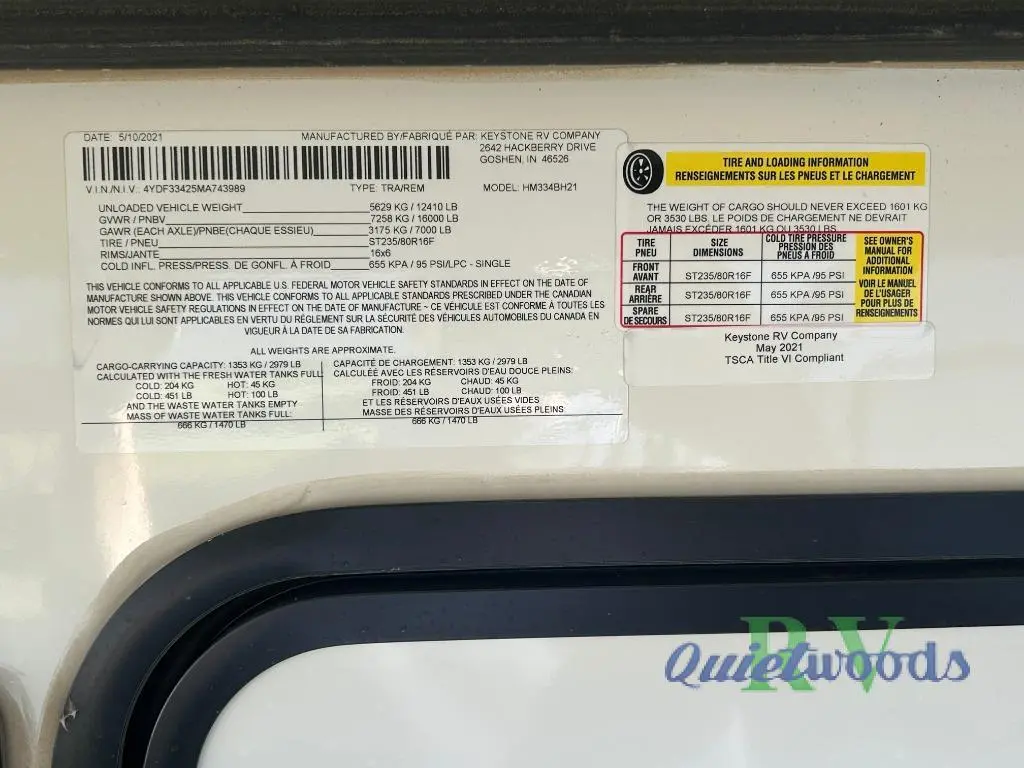 DATE: 5/10/2021 MANUFACTURED BY/FABRIQUÉ PAR: KEYSTONE RV COMPANY
2642 HACKBERRY DRIVE
GOSHEN, IN 46526
V.I.N./N.I.V.: 4YDF33425MA743989 TYPE: TRA/REM MODEL: HM334BH21
UNLOADED VEHICLE WEIGHT 5629 KG / 12410 LB
GVWR / PNBV 7258 KG / 16000 LB
GAWR (EACH AXLE)/PNBE(CHAQUE ESSIEU) 3175 KG / 7000 LB
TIRE / PNEU ST235/80R16F
RIMS/JANTE 16x6
COLD INFL. PRESS/PRESS. DE GONFL. À FROID 655 KPA / 95 PSI/LPC - SINGLE
THIS VEHICLE CONFORMS TO ALL APPLICABLE U.S. FEDERAL MOTOR VEHICLE SAFETY STANDARDS IN EFFECT ON THE DATE OF
MANUFACTURE SHOWN ABOVE. THIS VEHICLE CONFORMS TO ALL APPLICABLE STANDARDS PRESCRIBED UNDER THE CANADIAN
MOTOR VEHICLE SAFETY REGULATIONS IN EFFECT ON THE DATE OF MANUFACTURE ~ CE VÉHICULE EST CONFORME À TOUTES LES
NORMES QUI LUI SONT APPLICABLES EN VERTU DU RÉGLEMENT SUR LA SÉCURITÉ DES VÉHICULES AUTOMOBILES DU CANADA EN
VIGUEUR À LA DATE DE SA FABRICATION.
ALL WEIGHTS ARE APPROXIMATE.
CARGO-CARRYING CAPACITY: 1353 KG / 2979 LB
CALCULATED WITH THE FRESH WATER TANKS FULL
COLD: 204 KG HOT: 45 KG
COLD: 451 LB HOT: 100 LB
AND THE WASTE WATER TANKS EMPTY
MASS OF WASTE WATER TANKS FULL:
666 KG / 1470 LB
CAPACITÉ DE CHARGEMENT: 1353 KG / 2979 LB
CALCULÉE AVEC LES RÉSERVOIRS D'EAU DOUCE PLEINS:
FROID: 204 KG CHAUD: 45 KG
FROID: 451 LB CHAUD: 100 LB
ET LES RÉSERVOIRS D'EAUX USÉES VIDES
MASSE DES RÉSERVOIRS D'EAUX USÉES PLEINS
666 KG / 1470 LB
TIRE AND LOADING INFORMATION
RENSEIGNEMENTS SUR LES PNEUS ET LE CHARGEMENT
THE WEIGHT OF CARGO SHOULD NEVER EXCEED 1601 KG
OR 3530 LBS. LE POIDS DE CHARGEMENT NE DEVRAIT
JAMAIS EXCÉDER 1601 KG OU 3530 LBS.
TIRE
PNEU
SIZE
DIMENSIONS
COLD TIRE PRESSURE
PRESSION DES
PNEUS À FROID
FRONT
AVANT
ST235/80R16F 655 KPA /95 PSI
REAR
ARRIÈRE
ST235/80R16F 655 KPA /95 PSI
SPARE
DE SECOURS
ST235/80R16F 655 KPA /95 PSI
SEE OWNER'S
MANUAL FOR
ADDITIONAL
INFORMATION
VOIR LE MANUEL
DE L'USAGER
POUR PLUS DE
RENSEIGNEMENTS
Keystone RV Company
May 2021
TSCA Title VI Compliant
Quietwoods RV